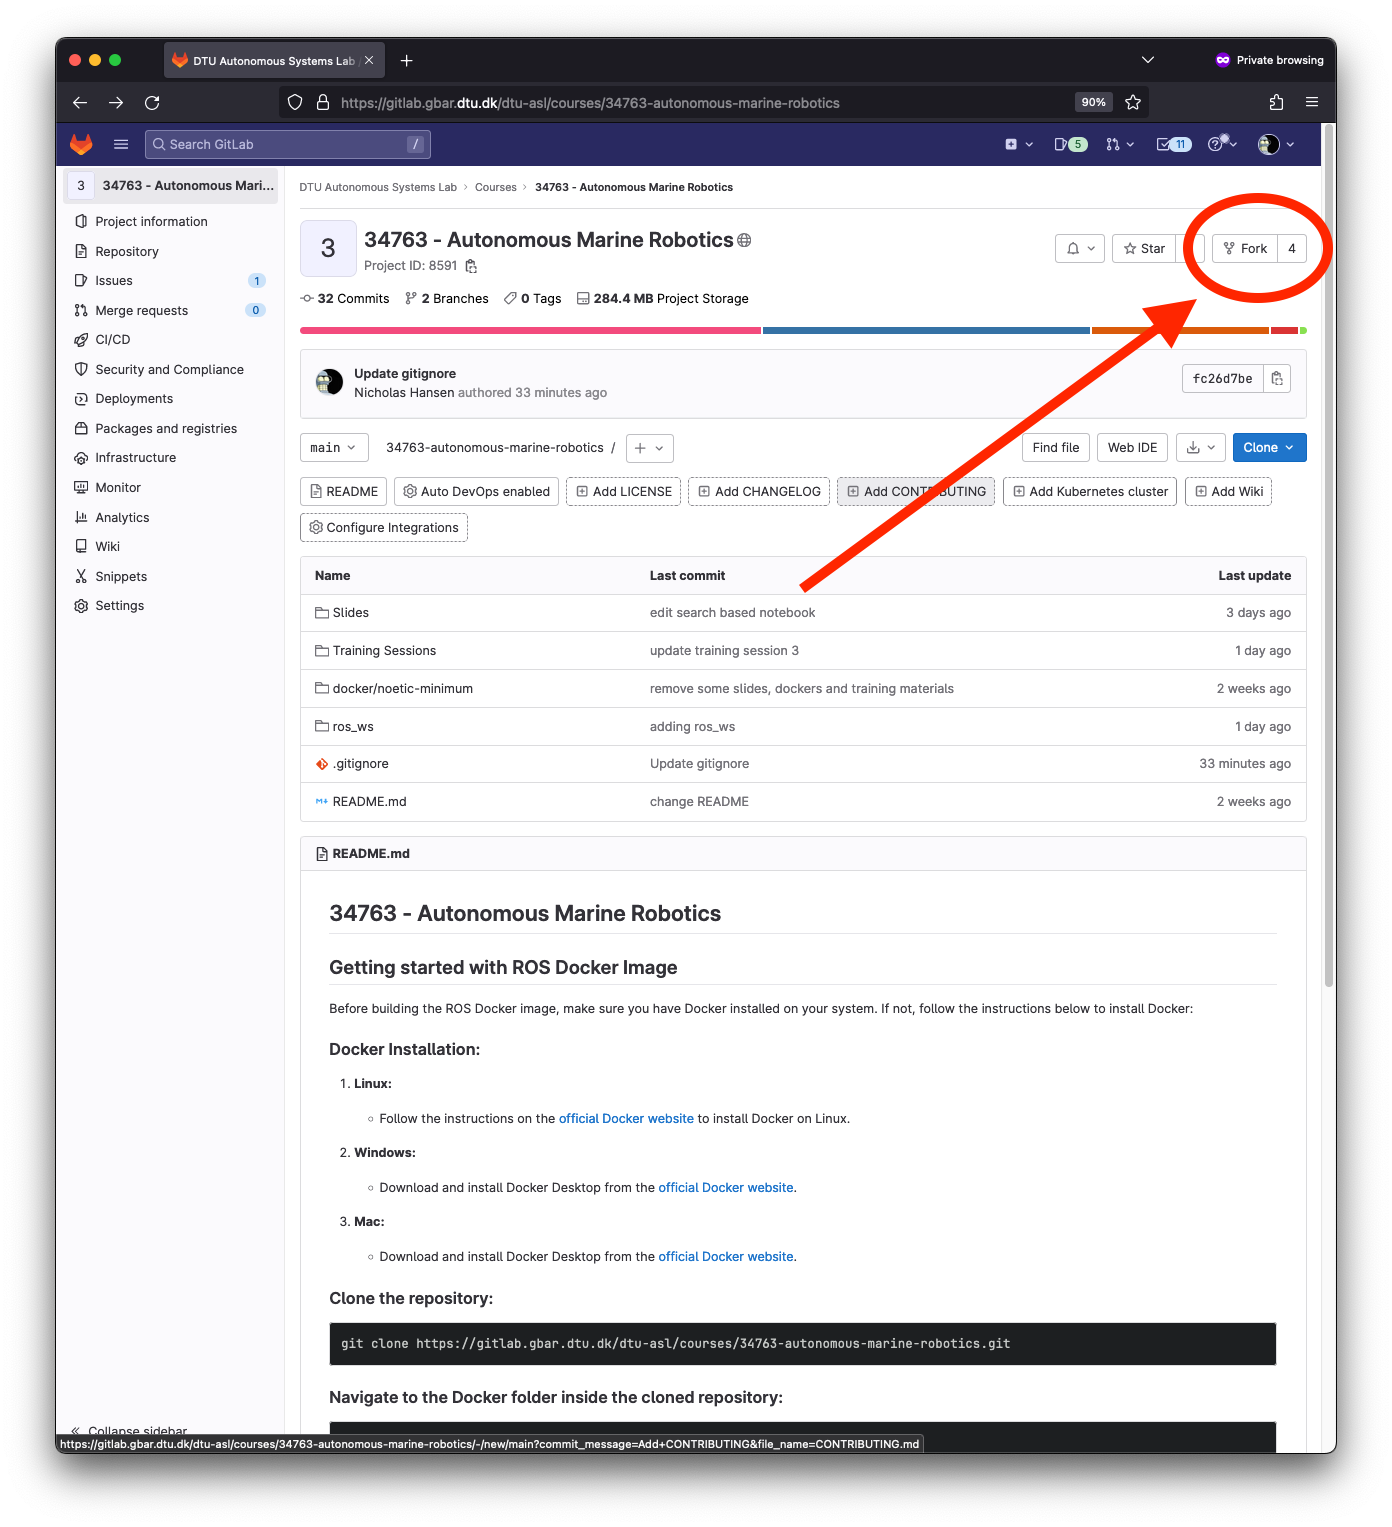 DTU Autonomous Systems Lab /
Private browsing
https://gitlab.gbar.dtu.dk/dtu-asl/courses/34763-autonomous-marine-robotics
90%
Search GitLab /
5
11
3 34763 - Autonomous Mari...
Project information
Repository
Issues 1
Merge requests 0
CI/CD
Security and Compliance
Deployments
Packages and registries
Infrastructure
Monitor
Analytics
Wiki
Snippets
Settings
Collapse sidebar
DTU Autonomous Systems Lab > Courses > 34763 - Autonomous Marine Robotics
3
34763 - Autonomous Marine Robotics
Project ID: 8591
Star
Fork 4
32 Commits 2 Branches 0 Tags 284.4 MB Project Storage
Update gitignore
Nicholas Hansen authored 33 minutes ago
fc26d7be
main 34763-autonomous-marine-robotics / +
Find file Web IDE Clone
README Auto DevOps enabled Add LICENSE Add CHANGELOG Add CONTRIBUTING Add Kubernetes cluster Add Wiki
Configure Integrations
Name Last commit Last update
Slides edit search based notebook 3 days ago
Training Sessions update training session 3 1 day ago
docker/noetic-minimum remove some slides, dockers and training materials 2 weeks ago
ros_ws adding ros_ws 1 day ago
.gitignore Update gitignore 33 minutes ago
README.md change README 2 weeks ago
README.md
34763 - Autonomous Marine Robotics
Getting started with ROS Docker Image
Before building the ROS Docker image, make sure you have Docker installed on your system. If not, follow the instructions below to install Docker:
Docker Installation:
1. Linux:
Follow the instructions on the official Docker website to install Docker on Linux.
2. Windows:
Download and install Docker Desktop from the official Docker website.
3. Mac:
Download and install Docker Desktop from the official Docker website.
Clone the repository:
git clone https://gitlab.gbar.dtu.dk/dtu-asl/courses/34763-autonomous-marine-robotics.git
Navigate to the Docker folder inside the cloned repository:
https://gitlab.gbar.dtu.dk/dtu-asl/courses/34763-autonomous-marine-robotics/-/new/main?commit_message=Add+CONTRIBUTING&file_name=CONTRIBUTING.md